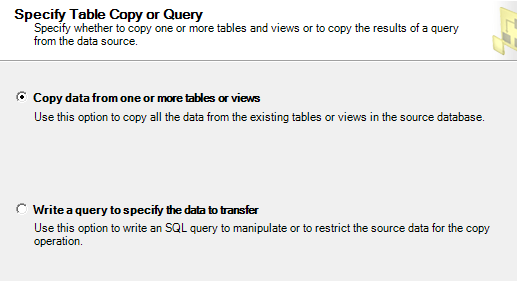 Specify Table Copy or Query
Specify whether to copy one or more tables and views or to copy the results of a query
from the data source.
Copy data from one or more tables or views
Use this option to copy all the data from the existing tables or views in the source database.
Write a query to specify the data to transfer
Use this option to write an SQL query to manipulate or to restrict the source data for the copy
operation.